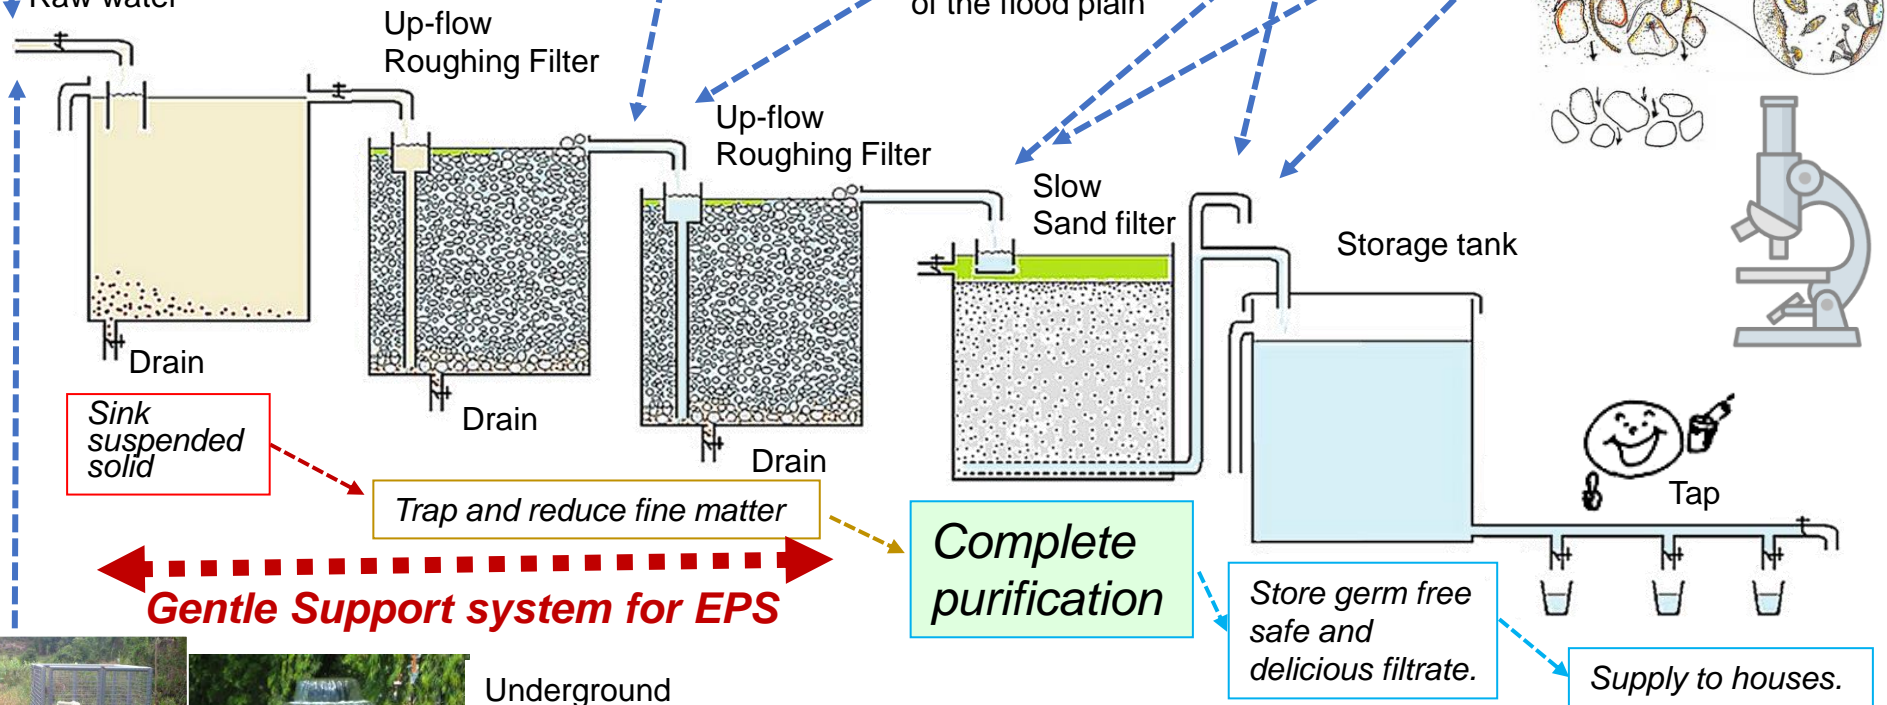 Raw water
of the flood plain
Up-flow
Roughing Filter
Up-flow
Roughing Filter
Slow
Sand filter
Storage tank
Drain
Drain
Drain
Sink
suspended
solid
Trap and reduce fine matter
Complete
purification
Tap
Gentle Support system for EPS
Store germ free
safe and
delicious filtrate.
Supply to houses.
Underground